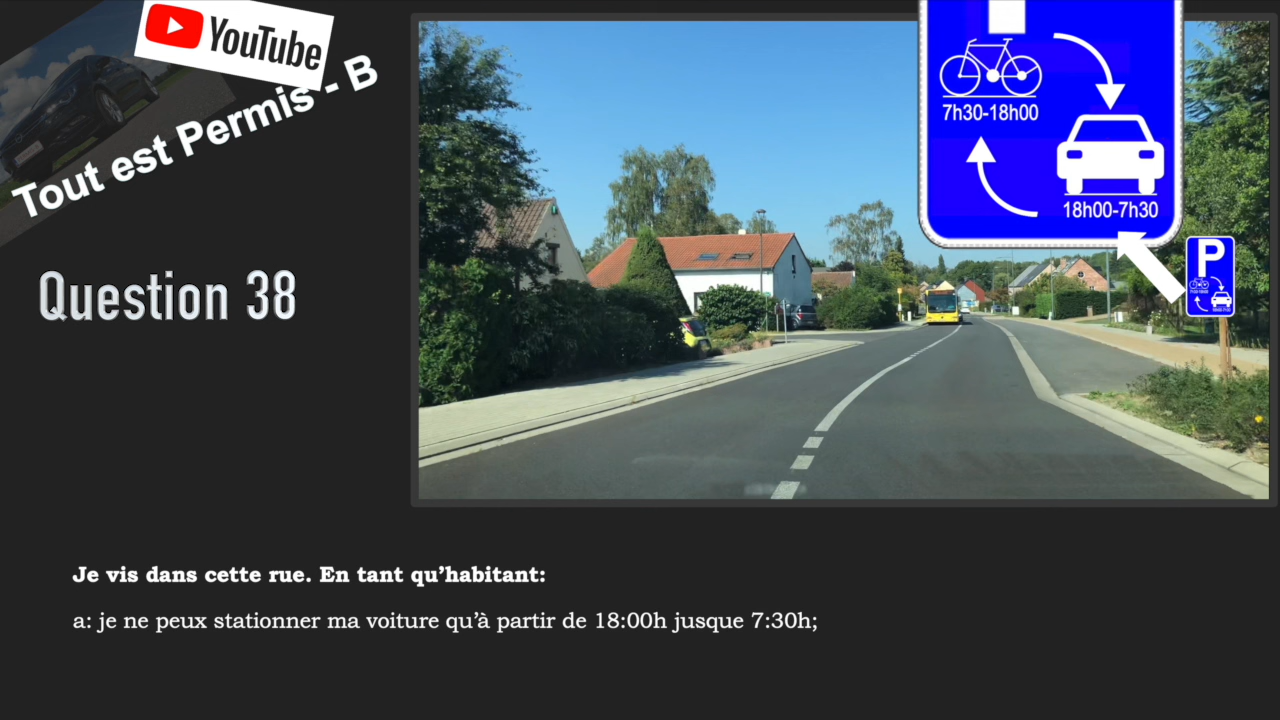 YouTube
Tout est Permis - B
Question 38
7h30-18h00
18h00-7h30
P
Je vis dans cette rue. En tant qu'habitant:
a: je ne peux stationner ma voiture qu'à partir de 18:00h jusque 7:30h;